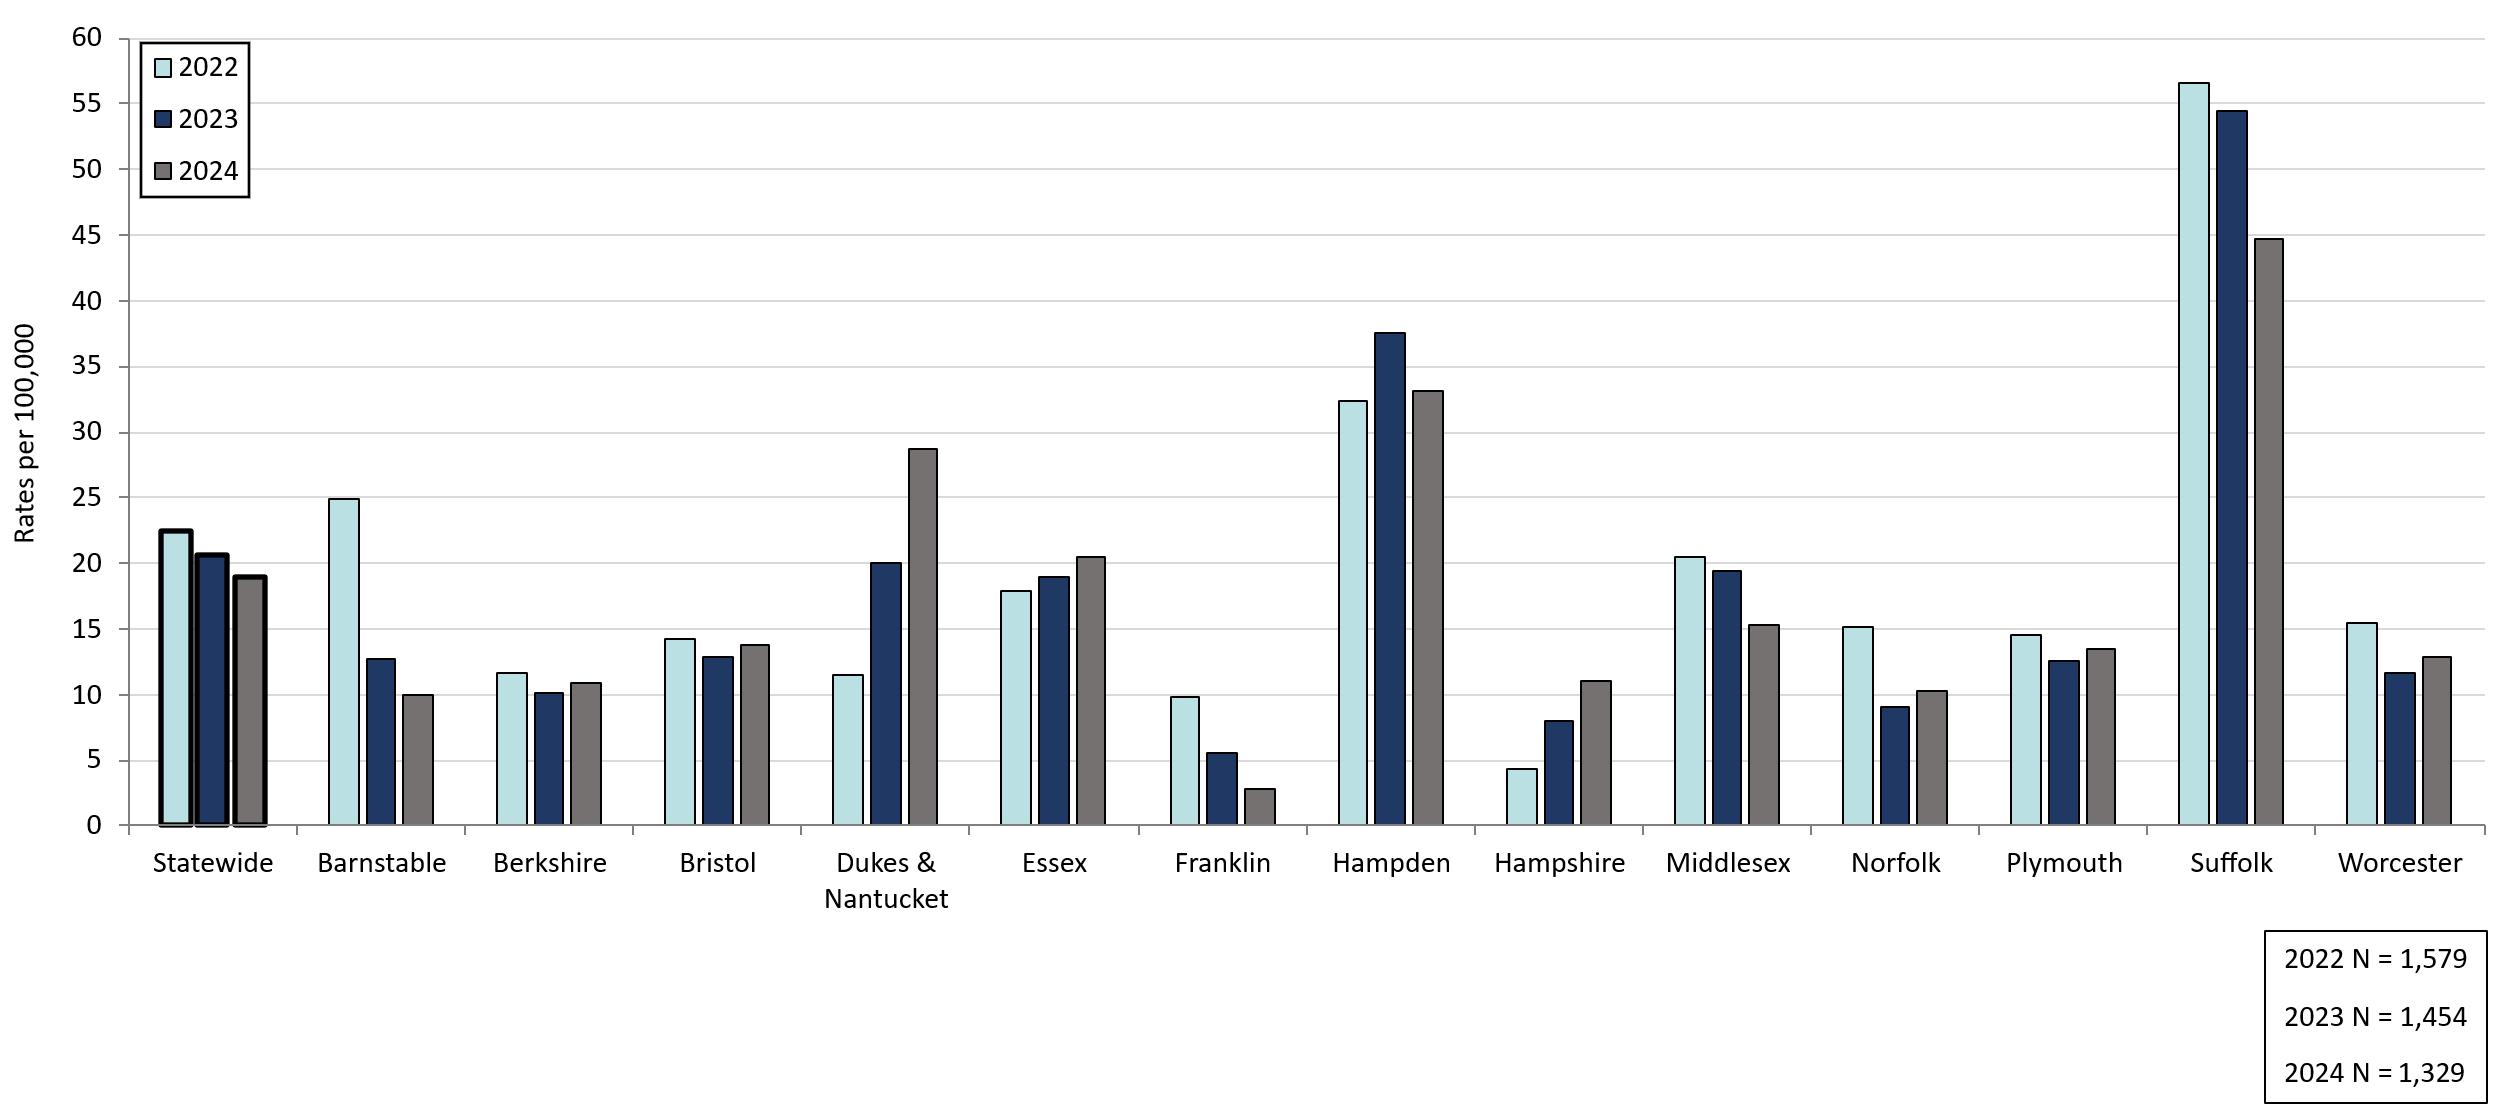 60
55
50
45
40
35
30
25
20
15
10
5
0
Rates per 100,000
2022
2023
2024
Statewide
Barnstable
Berkshire
Bristol
Dukes &
Nantucket
Essex
Franklin
Hampden
Hampshire
Middlesex
Norfolk
Plymouth
Suffolk
Worcester
2022 N = 1,579
2023 N = 1,454
2024 N = 1,329